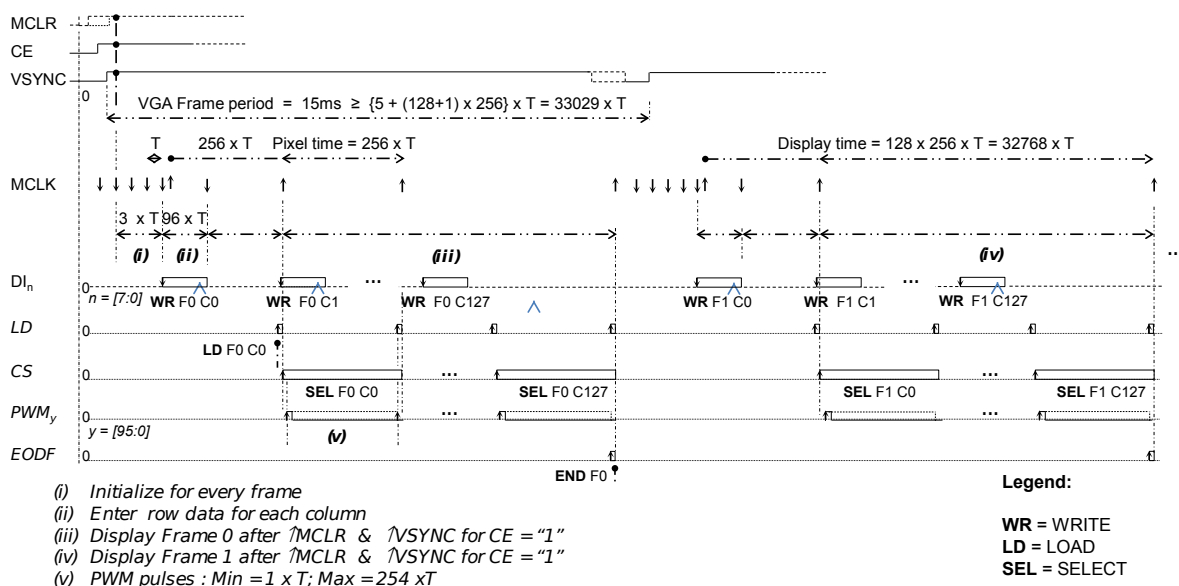 MCLR
CE
VSYNC
0
VGA Frame period = 15ms ≥ {5 + (128+1) x 256} x T = 33029 x T
T 256 x T Pixel time = 256 x T Display time = 128 x 256 x T = 32768 x T
MCLK
3 x T 96 x T
(i) (ii) (iii) (iv)
...
DIn 0 ... ...
n = [7:0] WR F0 C0 WR F0 C1 WR F0 C127 WR F1 C0 WR F1 C1 WR F1 C127
LD 0
LD F0 C0
CS 0 ... ...
SEL F0 C0 SEL F0 C127 SEL F1 C0 SEL F1 C127
PWMy 0 ... ...
y = [95:0] (v)
EODF 0
END F0
(i) Initialize for every frame
(ii) Enter row data for each column
(iii) Display Frame 0 after ↑MCLR & ↑VSYNC for CE = “1”
(iv) Display Frame 1 after ↑MCLR & ↑VSYNC for CE = “1”
(v) PWM pulses : Min = 1 x T; Max = 254 xT
Legend:
WR = WRITE
LD = LOAD
SEL = SELECT